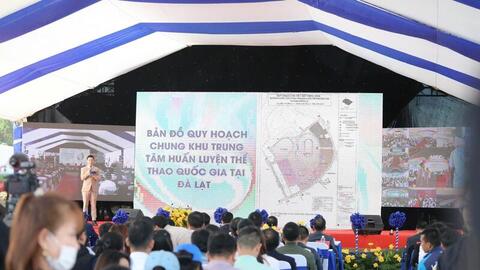 BẢN ĐỒ QUY HOẠCH
CHUNG KHU TRUNG
TÂM HUẤN LUYỆN THỂ
THAO QUỐC GIA TẠI
ĐÀ LẠT